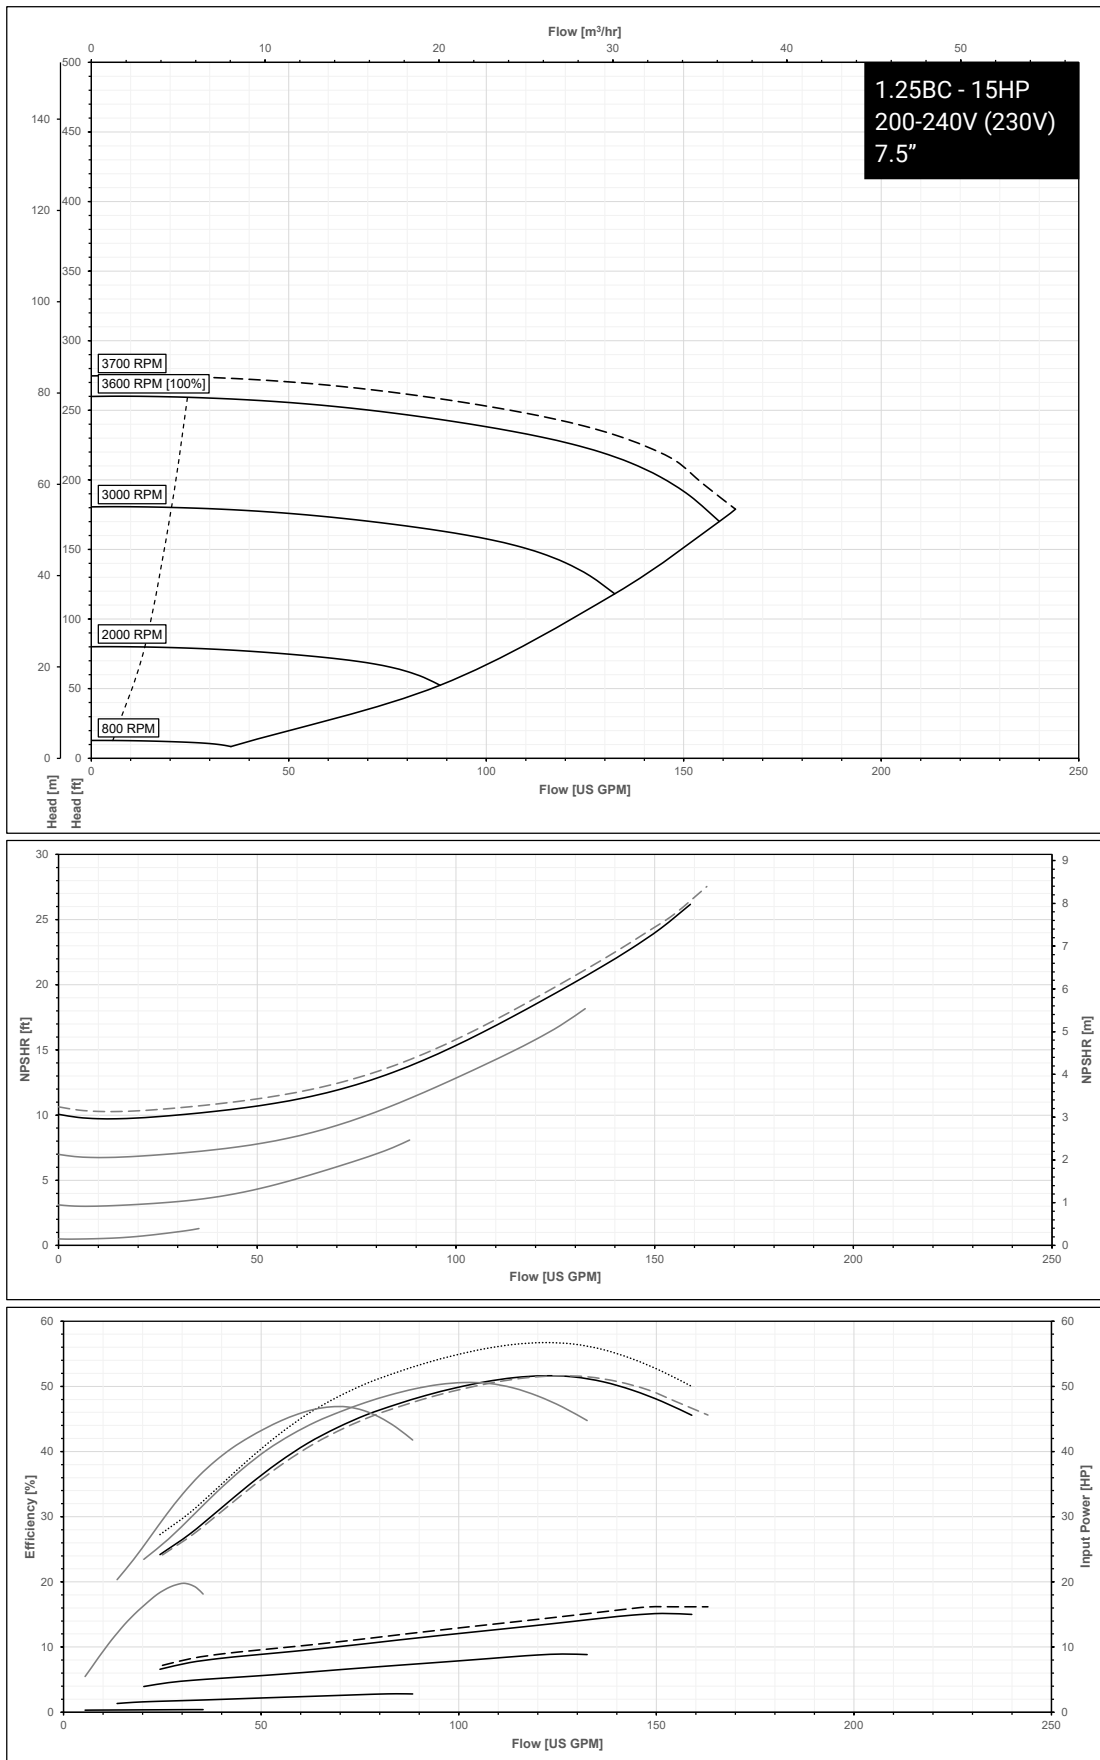 Flow [m³/hr]
0 10 20 30 40 50
500
450
400
350
300
250
200
150
100
50
0
140
120
100
80
60
40
20
0
1.25BC - 15HP
200-240V (230V)
7.5”
3700 RPM
3600 RPM [100%]
3000 RPM
2000 RPM
800 RPM
0 50 100 150 200 250
Flow [US GPM]
Head [m]
Head [ft]
30
25
20
15
10
5
0
NPSHR [ft]
9
8
7
6
5
4
3
2
1
0
NPSHR [m]
0 50 100 150 200 250
Flow [US GPM]
60
50
40
30
20
10
0
Efficiency [%]
60
50
40
30
20
10
0
Input Power [HP]
0 50 100 150 200 250
Flow [US GPM]